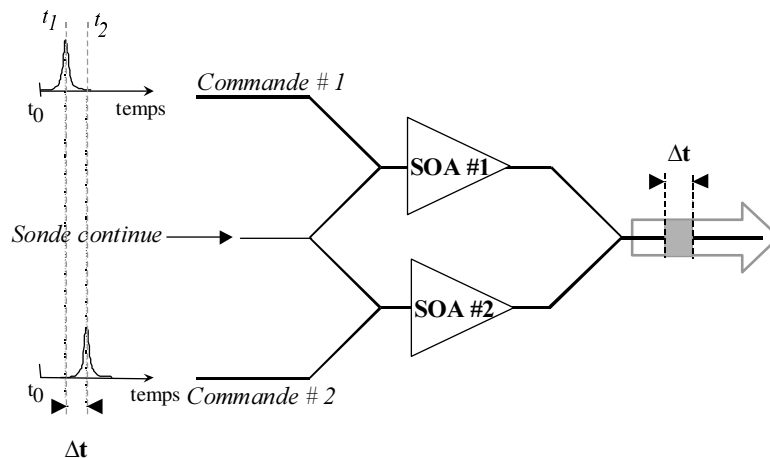 t1 t2
Commande # 1
t0 temps
SOA #1
Δt
Sonde continue
SOA #2
t0 temps
Commande # 2
Δt